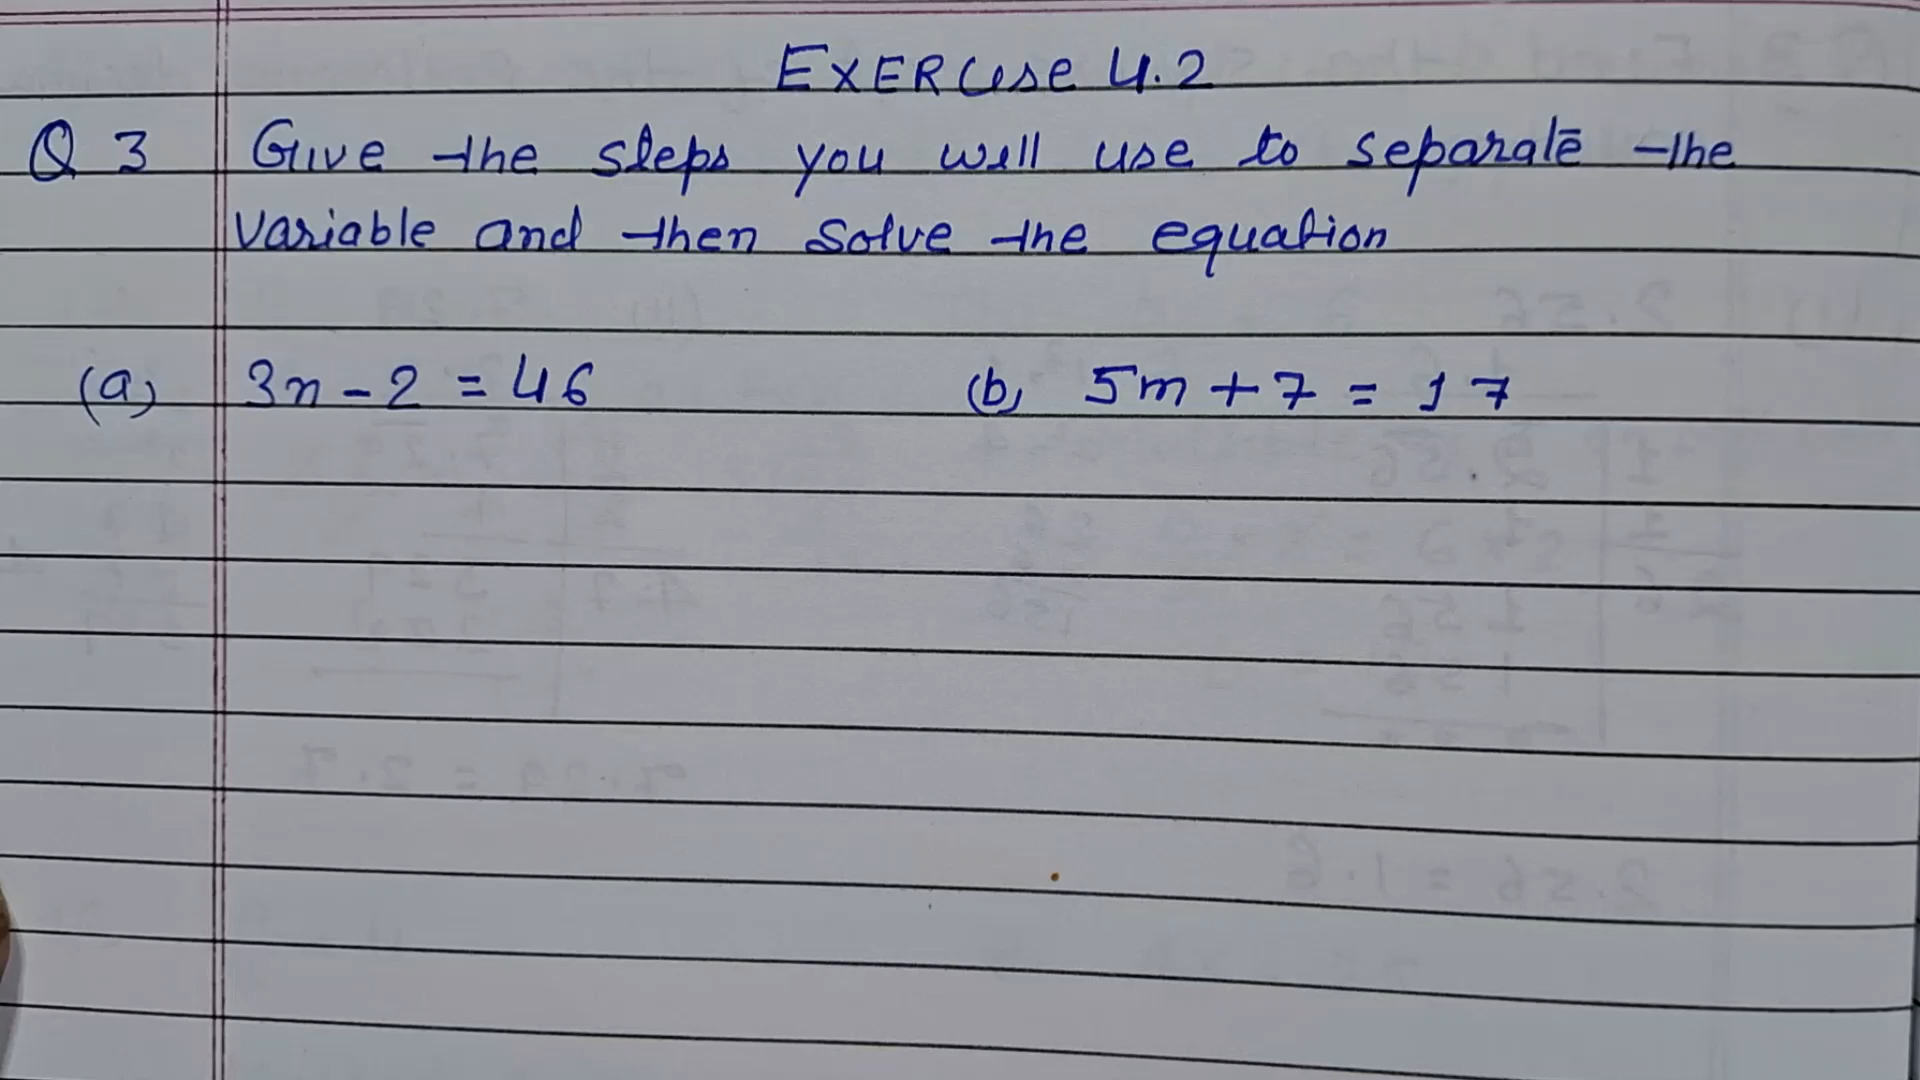 EXERCISE 4.2
Q 3 Give the steps you will use to separate the
variable and then solve the equation
(a) 3n - 2 = 46 (b) 5m + 7 = 17